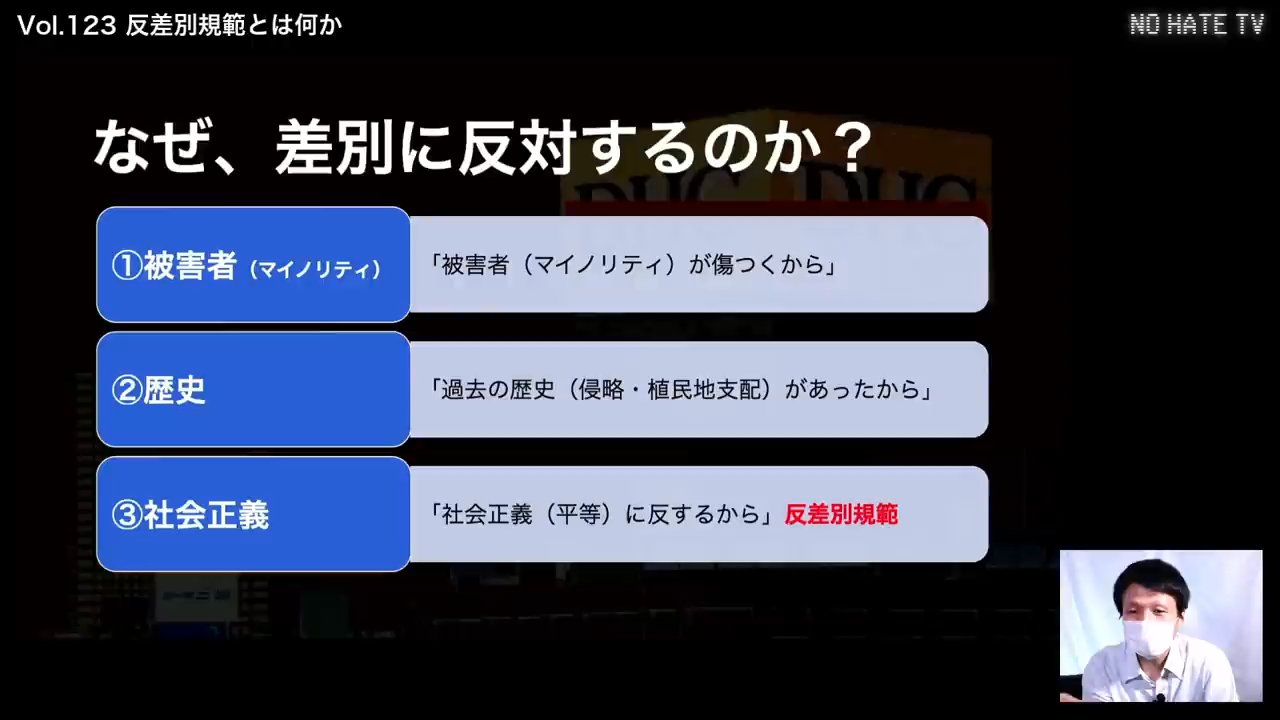 Vol.123 反差別規範とは何か
NO HATE TV
なぜ、差別に反対するのか？
DHC DHC
①被害者（マイノリティ）
「被害者（マイノリティ）が傷つくから」
②歴史
「過去の歴史（侵略・植民地支配）があったから」
③社会正義
「社会正義（平等）に反するから」反差別規範